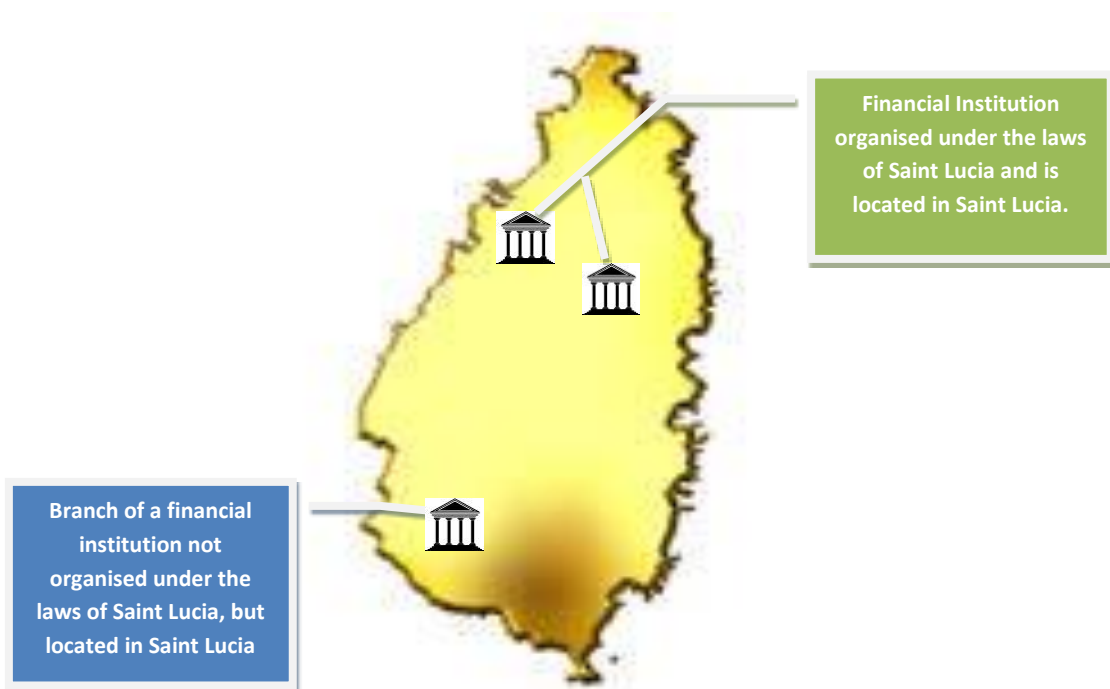 Financial Institution
organised under the laws
of Saint Lucia and is
located in Saint Lucia.
Branch of a financial
institution not
organised under the
laws of Saint Lucia, but
located in Saint Lucia